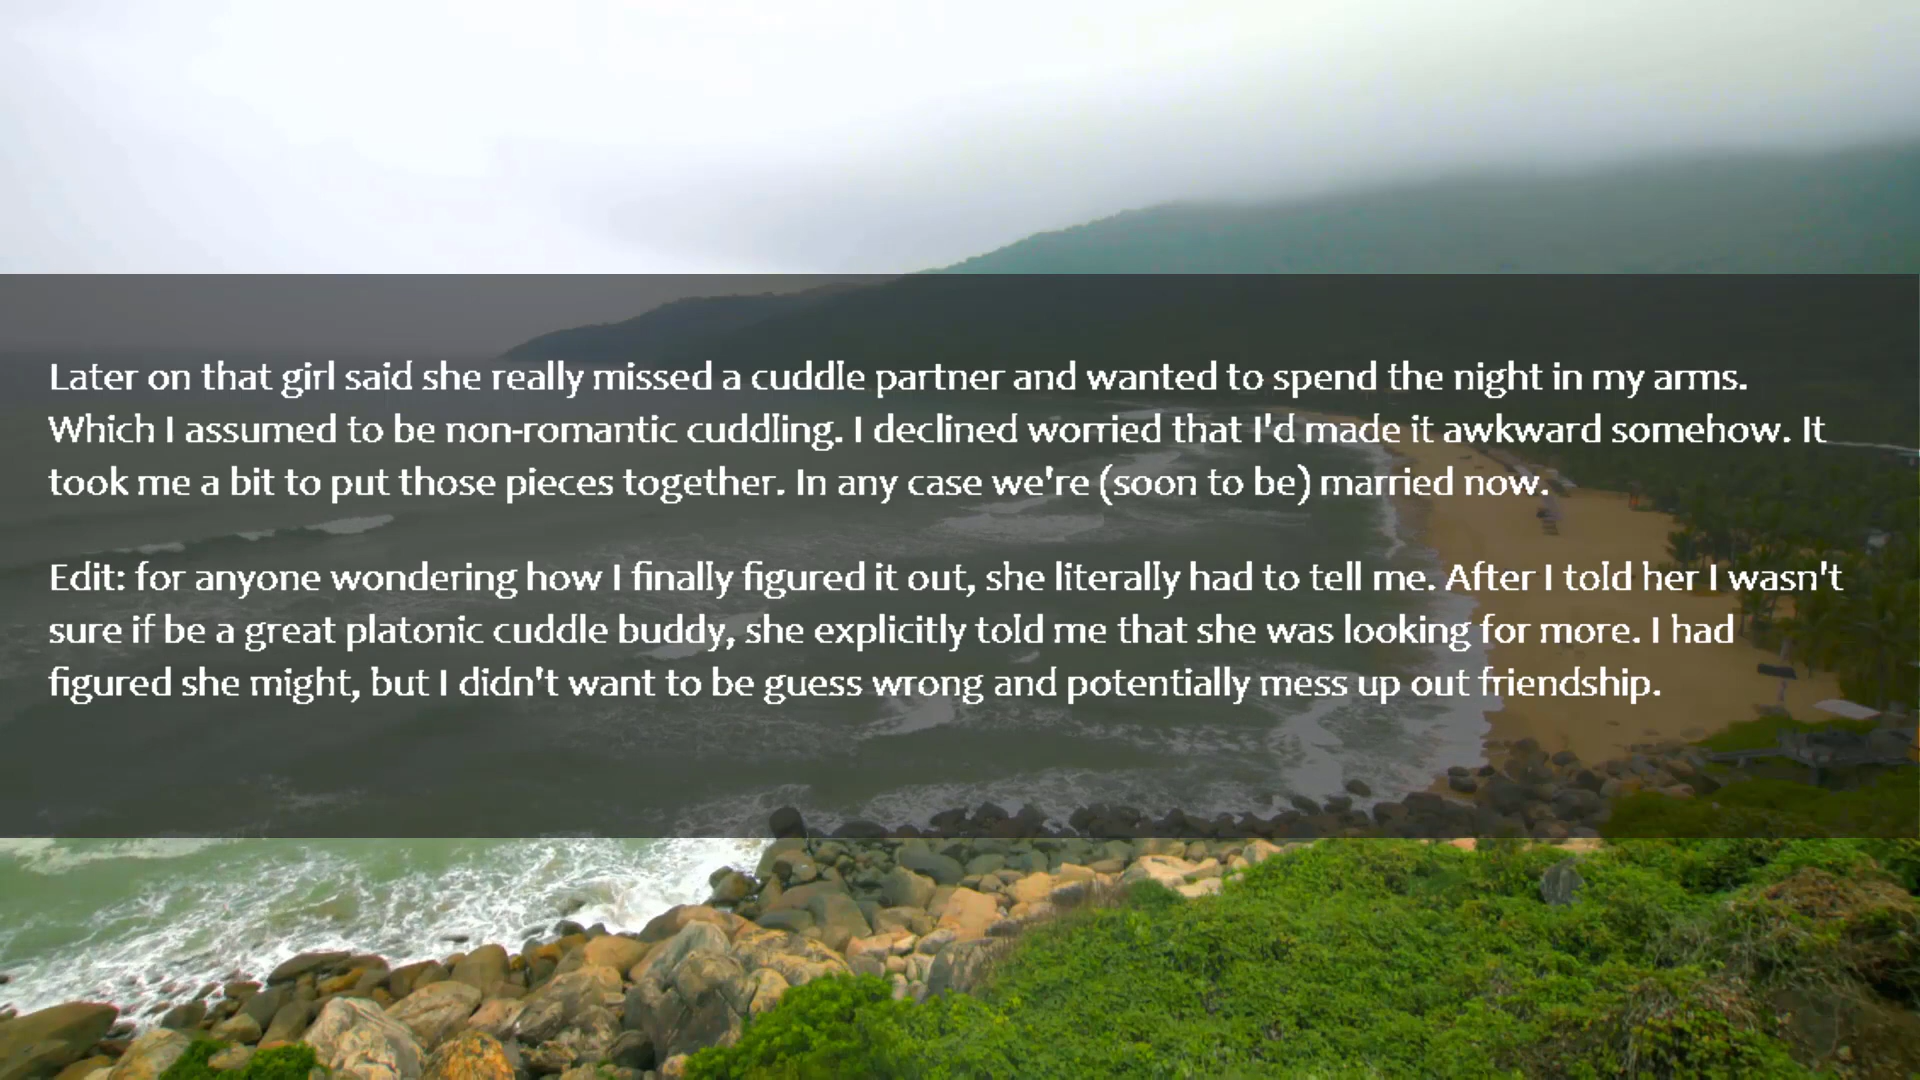 Later on that girl said she really missed a cuddle partner and wanted to spend the night in my arms.
Which I assumed to be non-romantic cuddling. I declined worried that I'd made it awkward somehow. It
took me a bit to put those pieces together. In any case we're (soon to be) married now.
Edit: for anyone wondering how I finally figured it out, she literally had to tell me. After I told her I wasn't
sure if be a great platonic cuddle buddy, she explicitly told me that she was looking for more. I had
figured she might, but I didn't want to be guess wrong and potentially mess up out friendship.